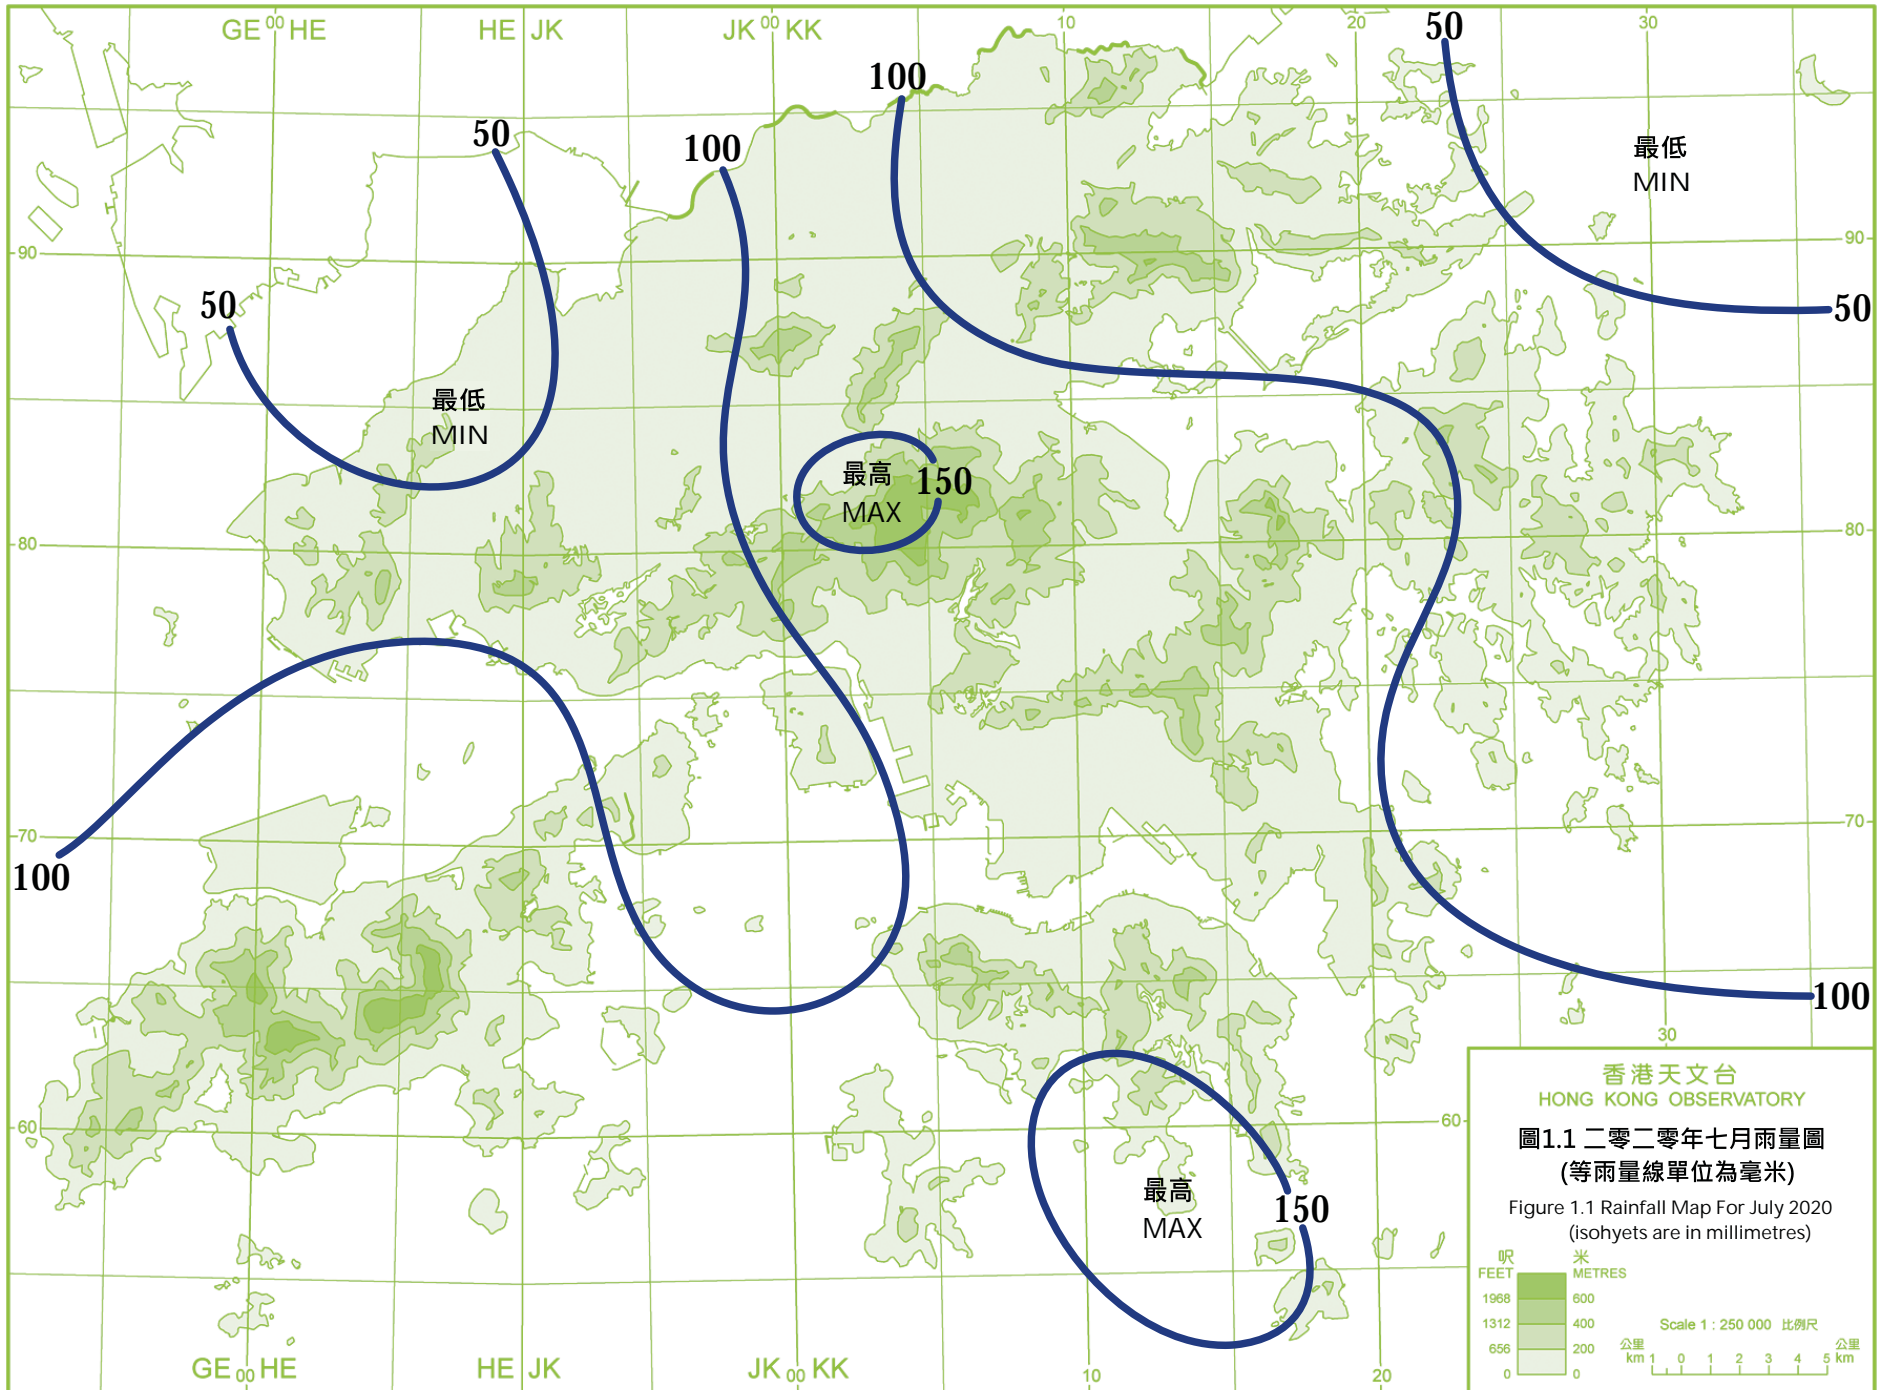 GE 00 HE
HE JK
JK 00 KK
10
20
30
50
100
50
100
最低
MIN
90
90
50
50
最低
MIN
最高
MAX
150
80
80
70
70
100
100
30
60
60
最高
MAX
150
香港天文台
HONG KONG OBSERVATORY
圖1.1 二零二零年七月雨量圖
(等雨量線單位為毫米)
Figure 1.1 Rainfall Map For July 2020
(isohyets are in millimetres)
呎 米
FEET METRES
1968 600
1312 400
656 200
0 0
Scale 1 : 250 000 比例尺
公里 公里
km 1 0 1 2 3 4 5 km
GE 00 HE
HE JK
JK 00 KK
10
20